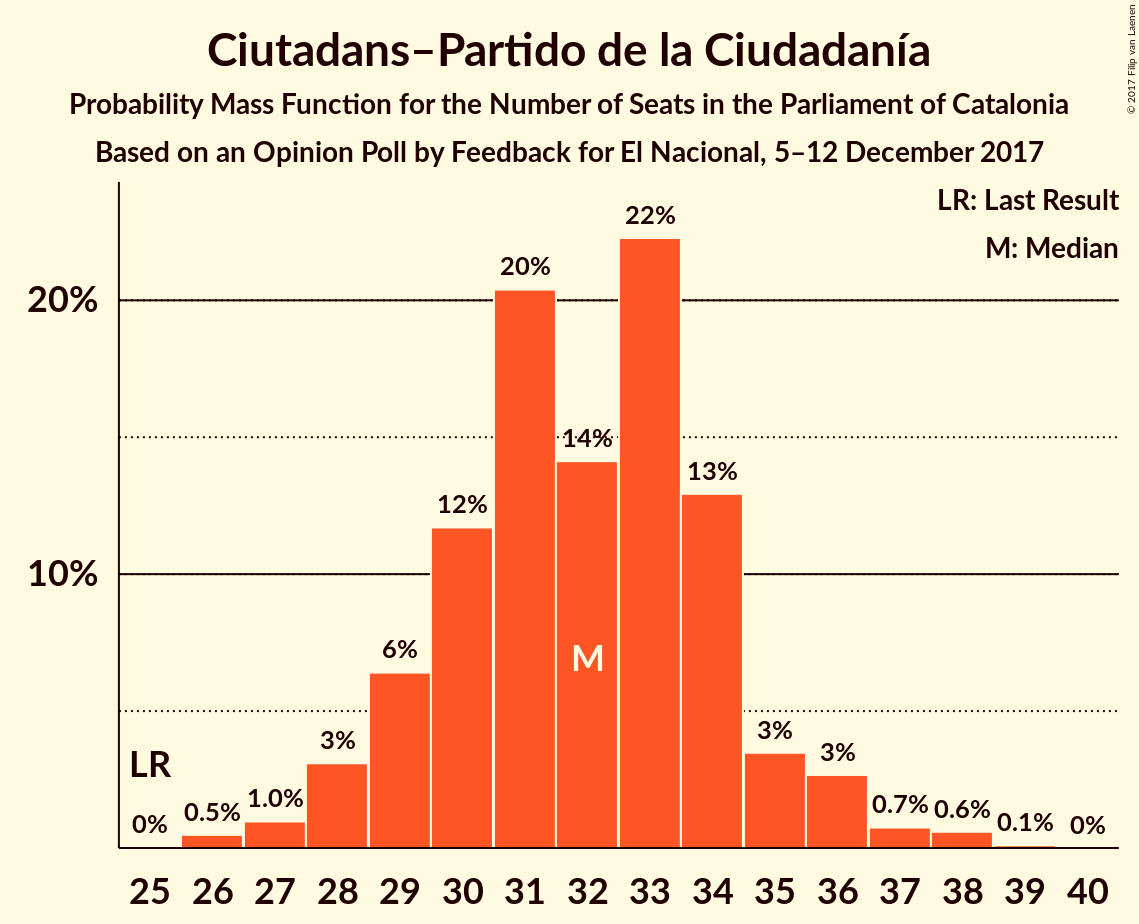 Ciutadans–Partido de la Ciudadanía
Probability Mass Function for the Number of Seats in the Parliament of Catalonia
Based on an Opinion Poll by Feedback for El Nacional, 5–12 December 2017
© 2017 Filip van Laenen
LR: Last Result
M: Median
22%
20%
20%
14%
13%
12%
10%
M
6%
3%
3%
3%
LR
0%
0.5%
1.0%
0.7%
0.6%
0.1%
0%
25 26 27 28 29 30 31 32 33 34 35 36 37 38 39 40